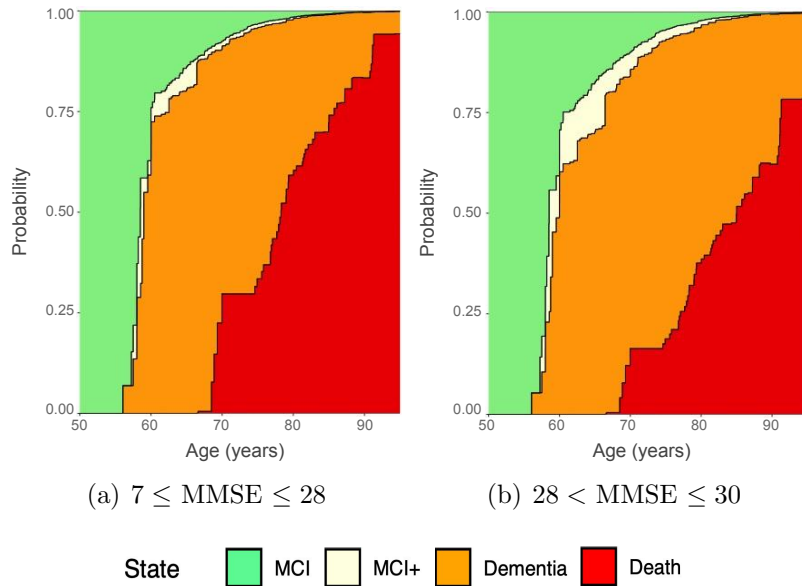 1.00
0.75
0.50
0.25
0.00
Probability
50 60 70 80 90
Age (years)
(a) 7 ≤ MMSE ≤ 28
1.00
0.75
0.50
0.25
0.00
Probability
50 60 70 80 90
Age (years)
(b) 28 < MMSE ≤ 30
State MCI MCI+ Dementia Death